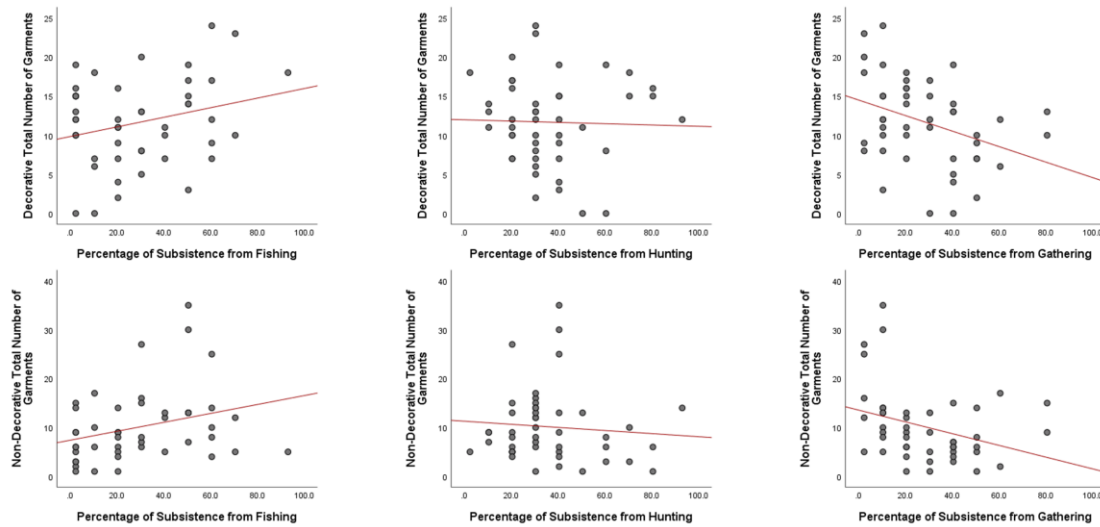 Decorative Total Number of Garments
25
20
15
10
5
0
.0 20.0 40.0 60.0 80.0 100.0
Percentage of Subsistence from Fishing
Decorative Total Number of Garments
25
20
15
10
5
0
.0 20.0 40.0 60.0 80.0 100.0
Percentage of Subsistence from Hunting
Decorative Total Number of Garments
25
20
15
10
5
0
.0 20.0 40.0 60.0 80.0 100.0
Percentage of Subsistence from Gathering
Non-Decorative Total Number of
Garments
40
30
20
10
0
.0 20.0 40.0 60.0 80.0 100.0
Percentage of Subsistence from Fishing
Non-Decorative Total Number of
Garments
40
30
20
10
0
.0 20.0 40.0 60.0 80.0 100.0
Percentage of Subsistence from Hunting
Non-Decorative Total Number of
Garments
40
30
20
10
0
.0 20.0 40.0 60.0 80.0 100.0
Percentage of Subsistence from Gathering